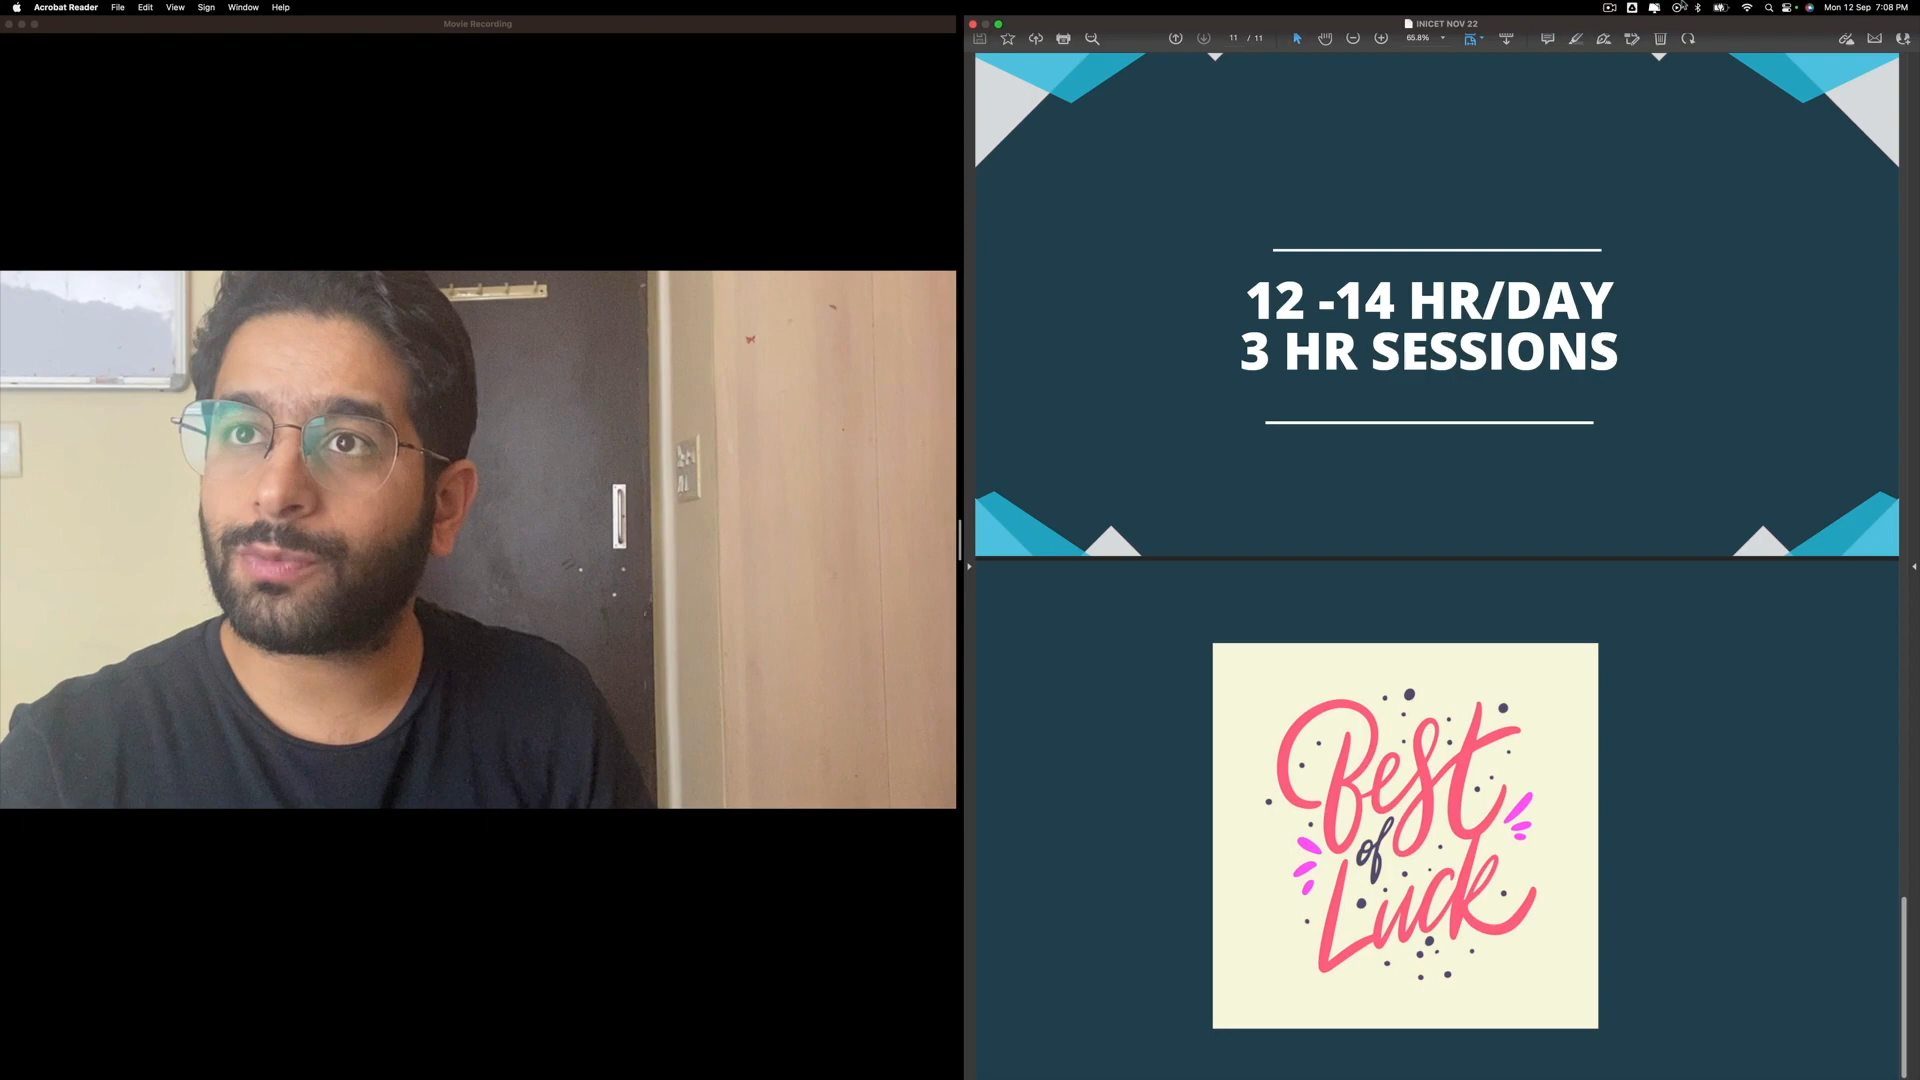 Acrobat Reader File Edit View Sign Window Help
Mon 12 Sep 7:08 PM
Movie Recording
INICET NOV 22
11 / 11
65.8%
12 -14 HR/DAY
3 HR SESSIONS
Best
of
Luck